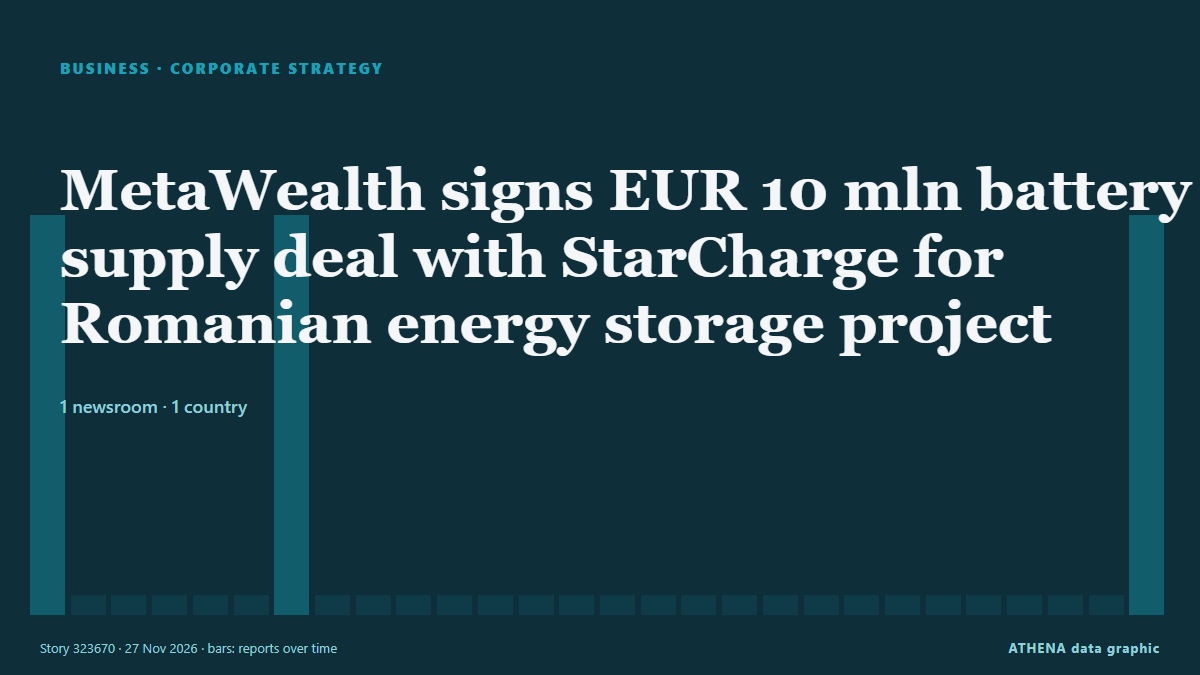 BUSINESS · CORPORATE STRATEGY
MetaWealth signs EUR 10 mln battery
supply deal with StarCharge for
Romanian energy storage project
1 newsroom · 1 country
Story 323670 · 27 Nov 2026 · bars: reports over time
ATHENA data graphic